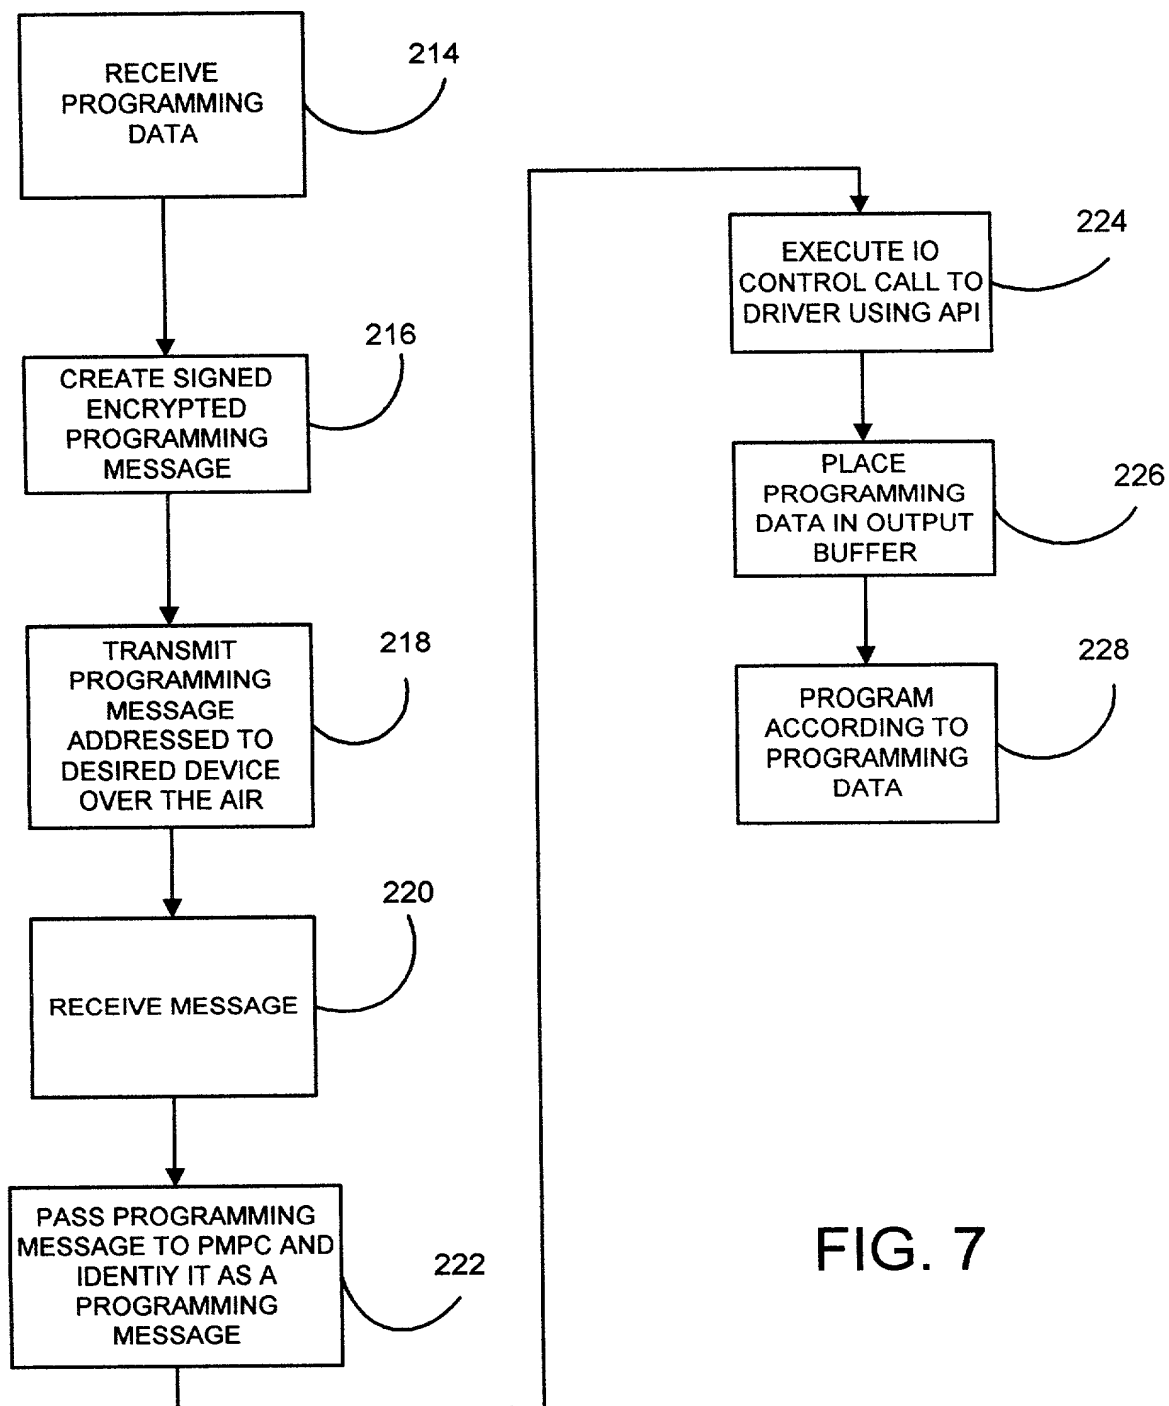 RECEIVE
PROGRAMMING
DATA
214
CREATE SIGNED
ENCRYPTED
PROGRAMMING
MESSAGE
216
TRANSMIT
PROGRAMMING
MESSAGE
ADDRESSED TO
DESIRED DEVICE
OVER THE AIR
218
RECEIVE MESSAGE
220
PASS PROGRAMMING
MESSAGE TO PMPC AND
IDENTIY IT AS A
PROGRAMMING
MESSAGE
222
EXECUTE IO
CONTROL CALL TO
DRIVER USING API
224
PLACE
PROGRAMMING
DATA IN OUTPUT
BUFFER
226
PROGRAM
ACCORDING TO
PROGRAMMING
DATA
228
FIG. 7